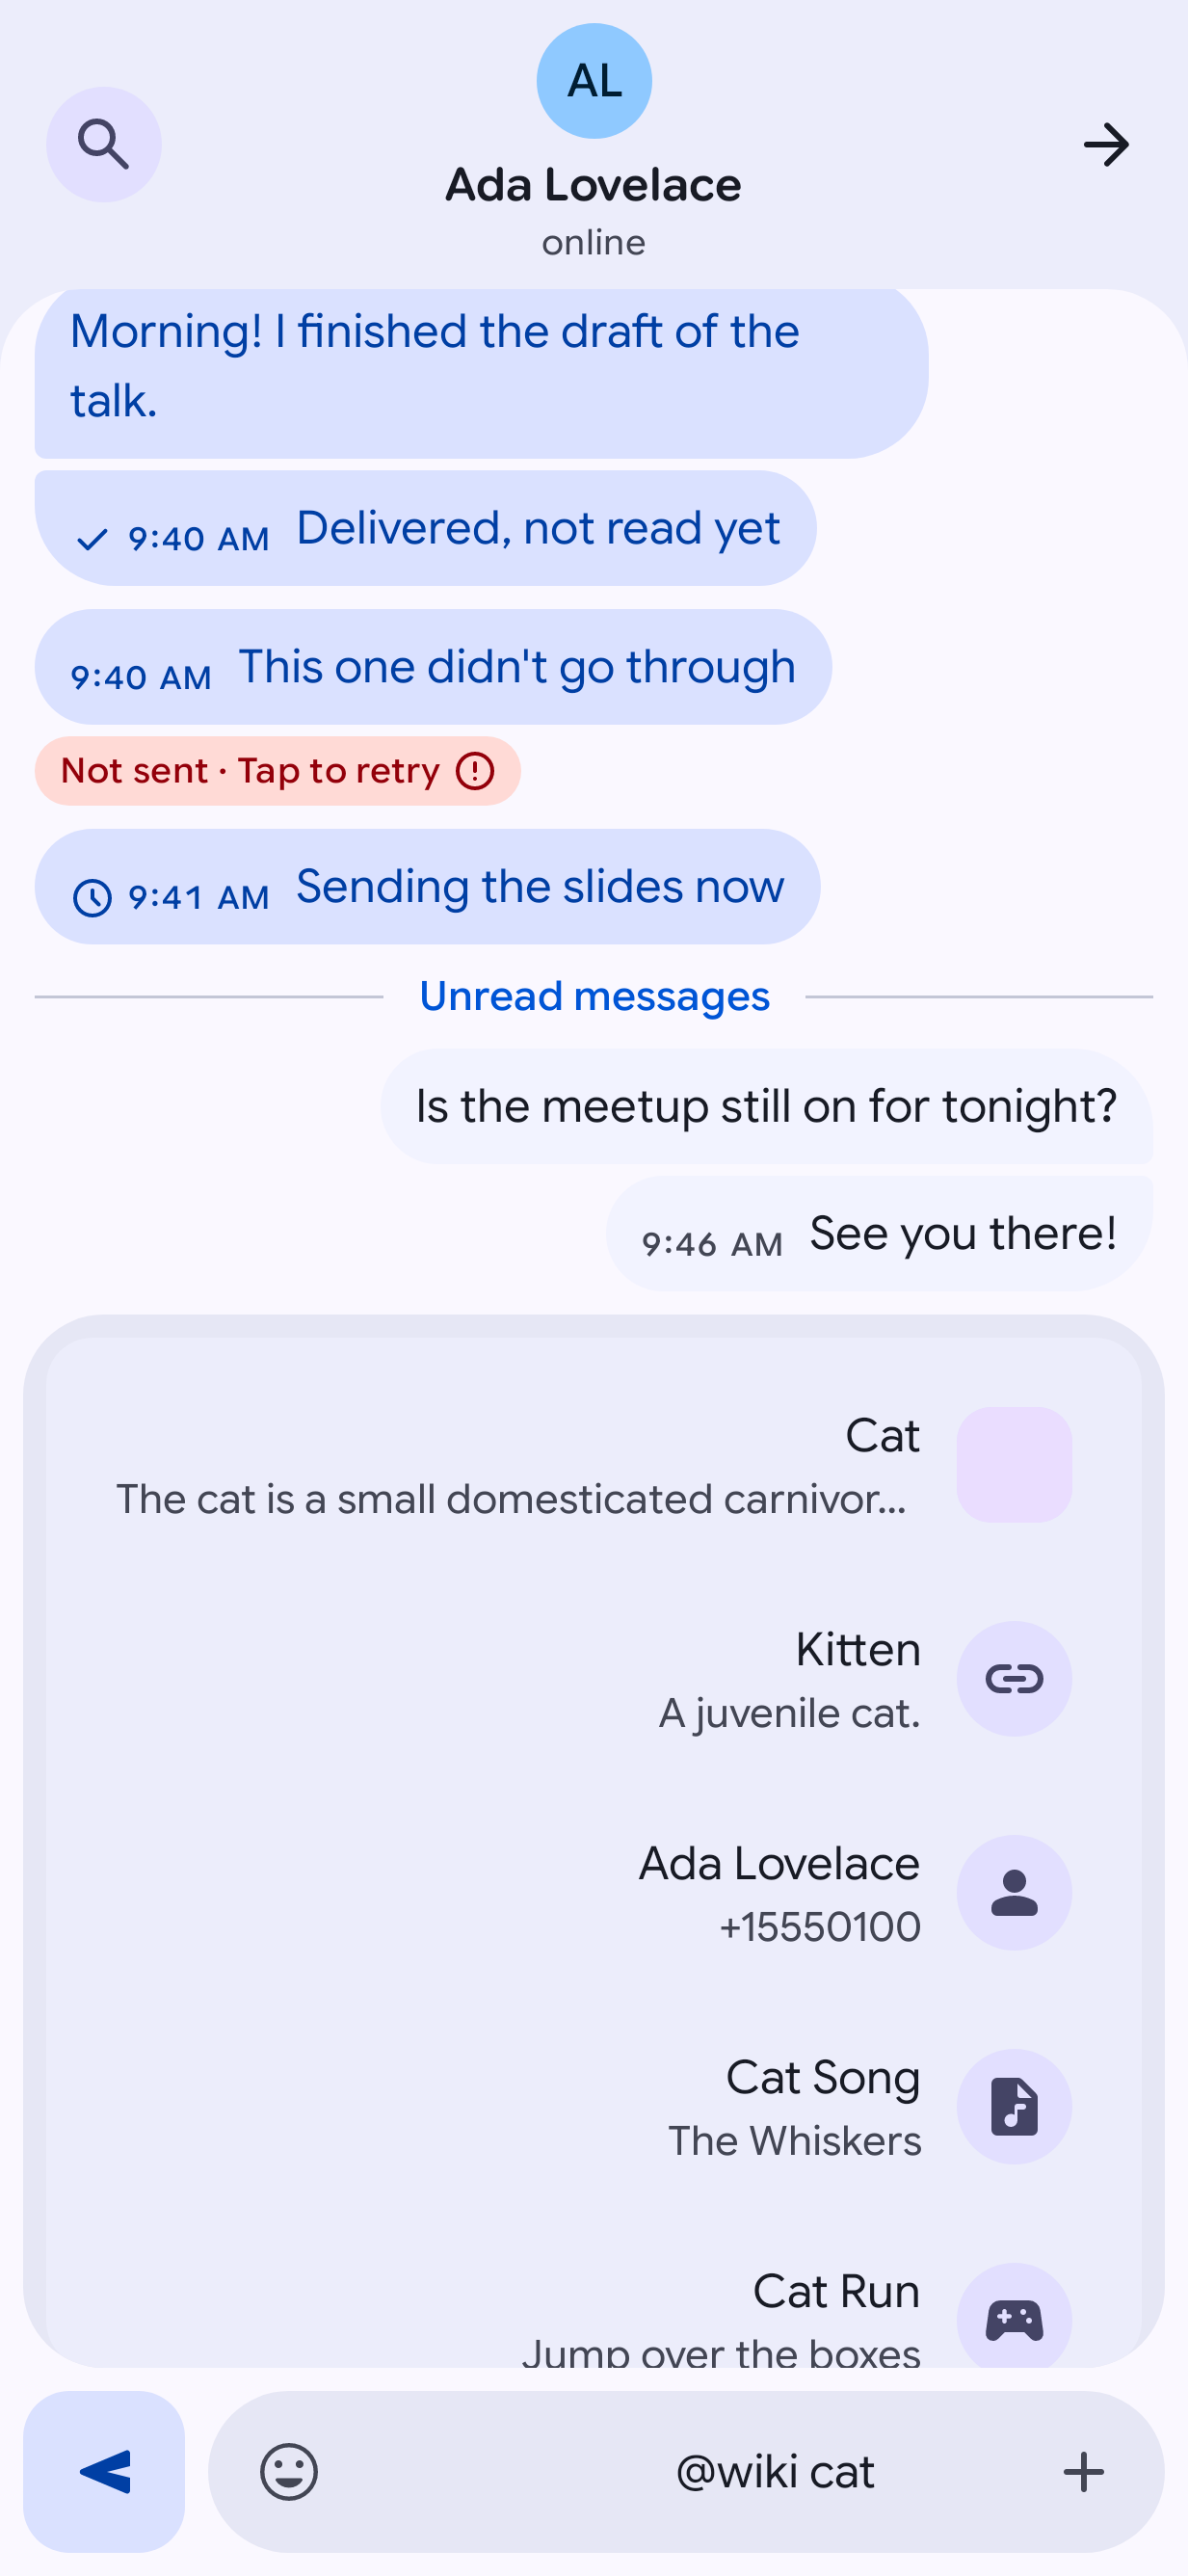 AL
Ada Lovelace
online
Morning! I finished the draft of the
talk.
9:40 AM Delivered, not read yet
9:40 AM This one didn't go through
Not sent · Tap to retry
9:41 AM Sending the slides now
Unread messages
Is the meetup still on for tonight?
9:46 AM See you there!
Cat
The cat is a small domesticated carnivor...
Kitten
A juvenile cat.
Ada Lovelace
+15550100
Cat Song
The Whiskers
Cat Run
Jump over the boxes
@wiki cat